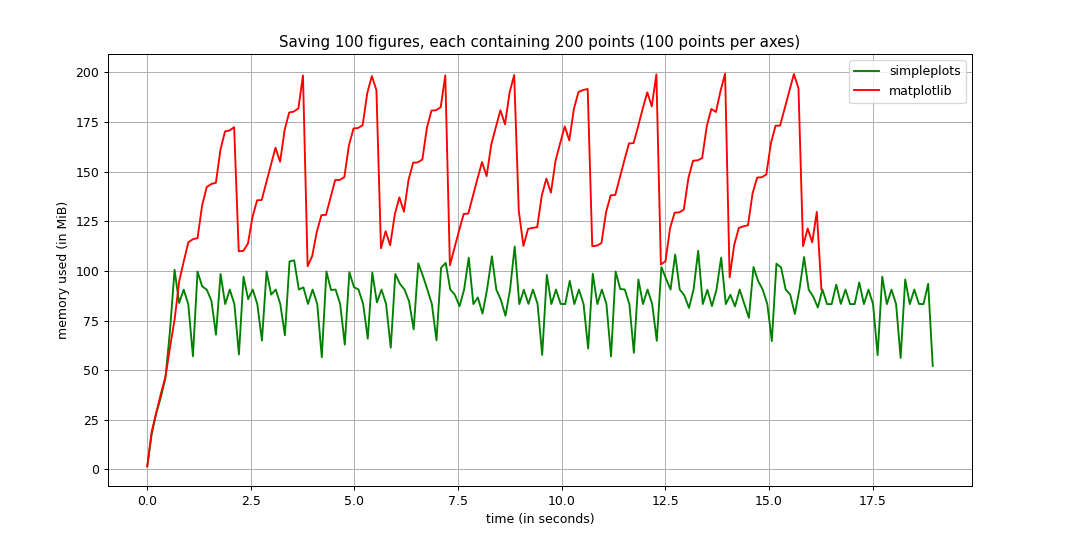 Saving 100 figures, each containing 200 points (100 points per axes)
simpleplots
matplotlib
200
175
150
125
100
75
50
25
0
memory used (in MiB)
0.0 2.5 5.0 7.5 10.0 12.5 15.0 17.5
time (in seconds)